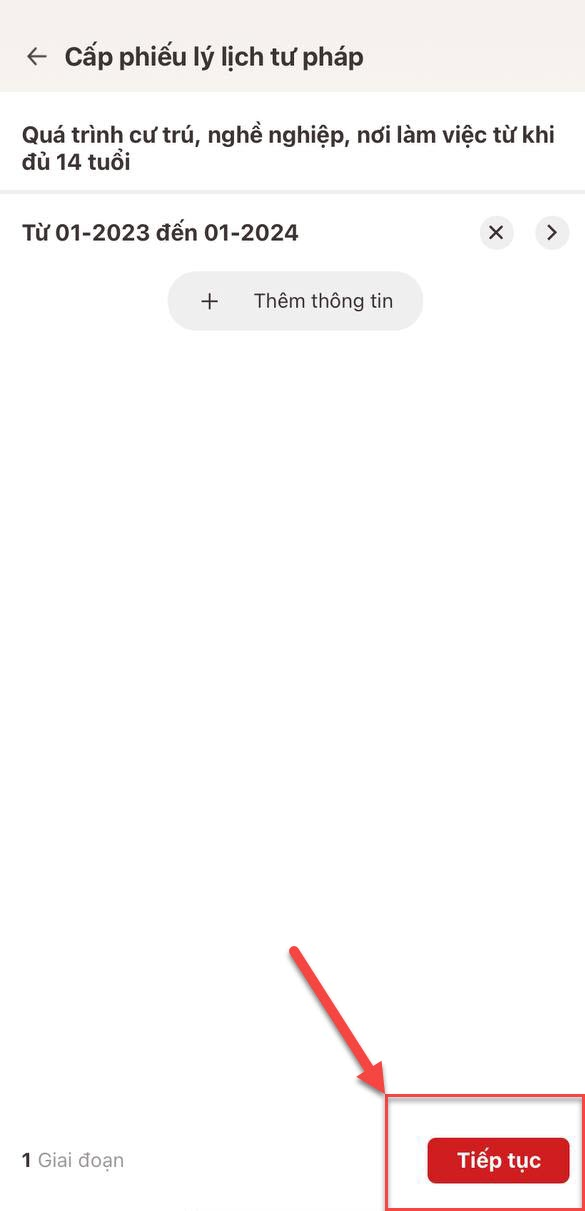 Cấp phiếu lý lịch tư pháp
Quá trình cư trú, nghề nghiệp, nơi làm việc từ khi
đủ 14 tuổi
Từ 01-2023 đến 01-2024
Thêm thông tin
1 Giai đoạn
Tiếp tục